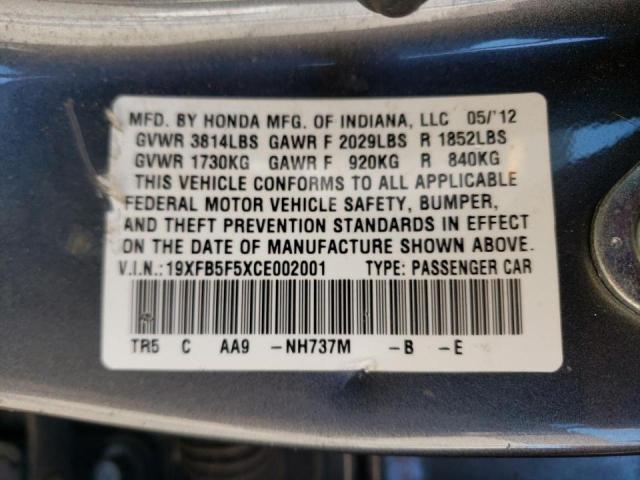 MFD. BY HONDA MFG. OF INDIANA, LLC 05/'12
GVWR 3814LBS GAWR F 2029LBS R 1852LBS
GVWR 1730KG GAWR F 920KG R 840KG
THIS VEHICLE CONFORMS TO ALL APPLICABLE
FEDERAL MOTOR VEHICLE SAFETY, BUMPER,
AND THEFT PREVENTION STANDARDS IN EFFECT
ON THE DATE OF MANUFACTURE SHOWN ABOVE.
V.I.N.: 19XFB5F5XCE002001 TYPE: PASSENGER CAR
TR5 C AA9 -NH737M -B -E